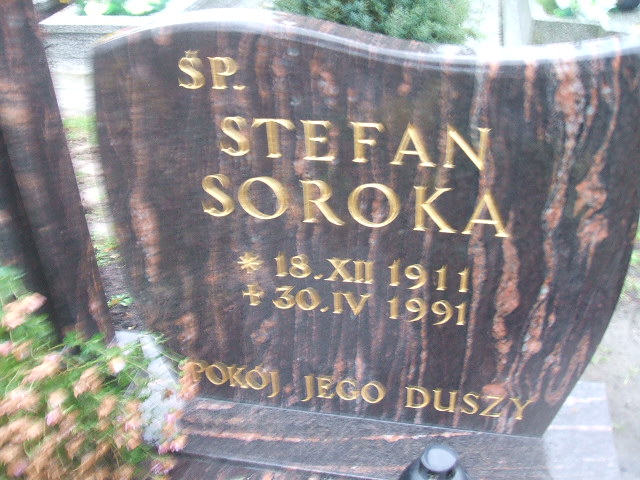 ŚP.
STEFAN
SOROKA
* 18.XII 1911
✝ 30.IV 1991
POKÓJ JEGO DUSZY